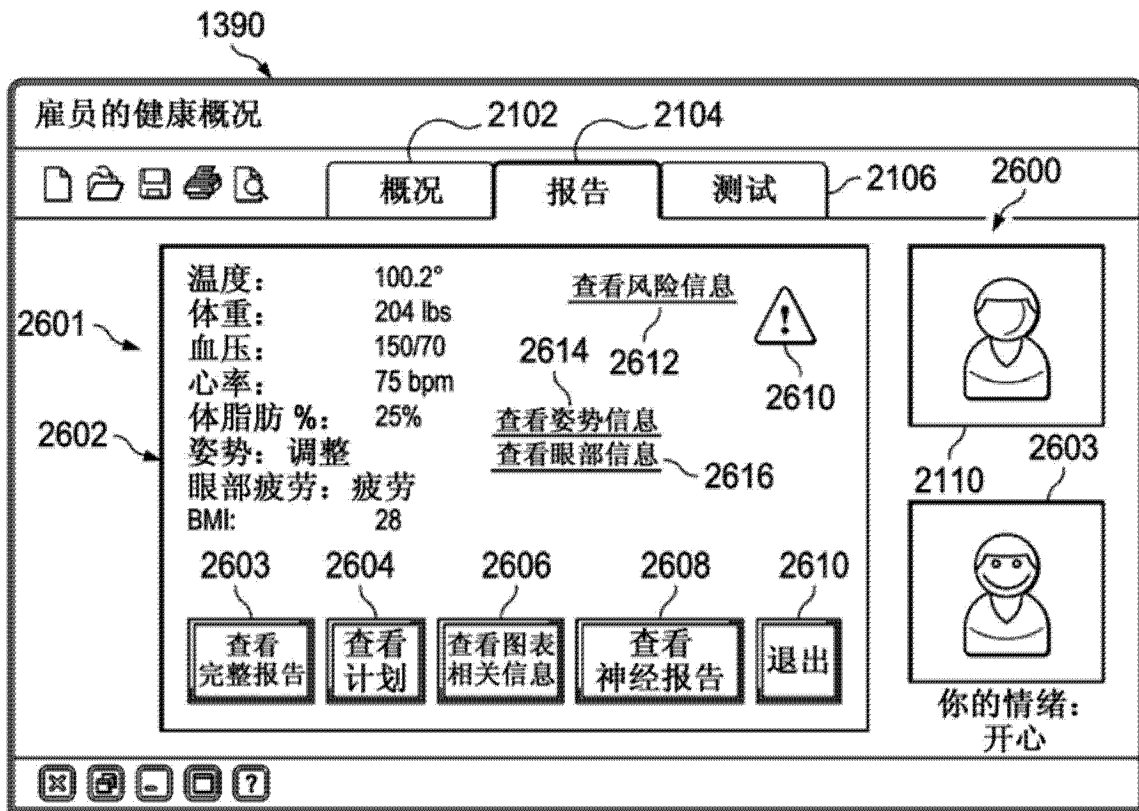 1390
雇员的健康概况
2102
2104
概况
报告
测试
2106
2600
温度： 100.2°
体重： 204 lbs
血压： 150/70
心率： 75 bpm
体脂肪 %： 25%
姿势：调整
眼部疲劳：疲劳
BMI: 28
2601
2602
查看风险信息
2612
2610
2614
查看姿势信息
查看眼部信息
2616
2110
2603
2603
2604
2606
2608
2610
查看
完整报告
查看
计划
查看图表
相关信息
查看
神经报告
退出
你的情绪：
开心
?